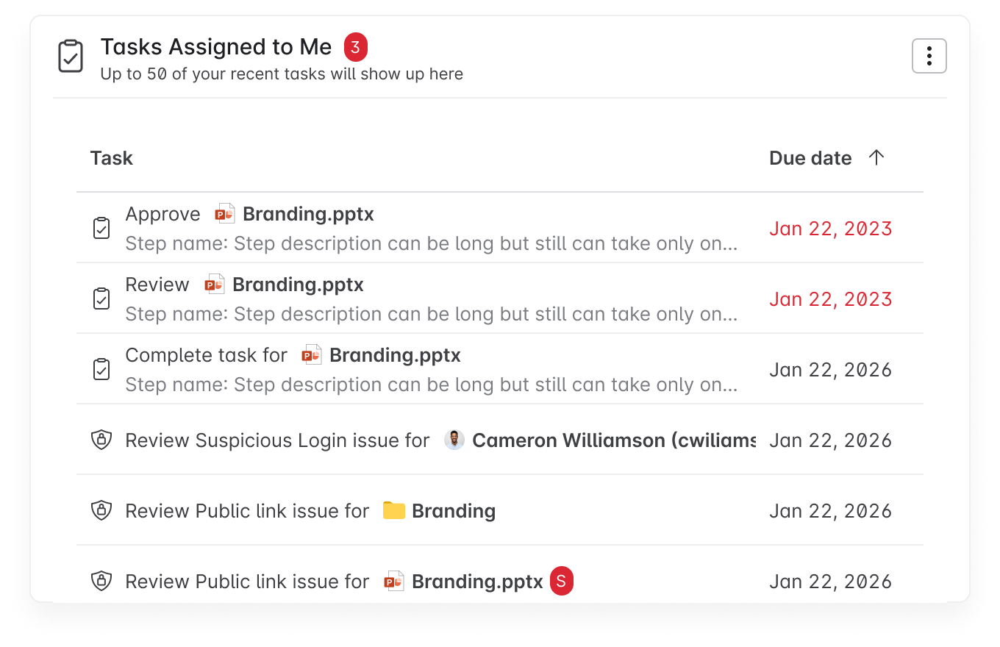 Tasks Assigned to Me 3
Up to 50 of your recent tasks will show up here
Task Due date
Approve Branding.pptx
Step name: Step description can be long but still can take only on...
Jan 22, 2023
Review Branding.pptx
Step name: Step description can be long but still can take only on...
Jan 22, 2023
Complete task for Branding.pptx
Step name: Step description can be long but still can take only on...
Jan 22, 2026
Review Suspicious Login issue for Cameron Williamson (cwiliams Jan 22, 2026
Review Public link issue for Branding Jan 22, 2026
Review Public link issue for Branding.pptx S Jan 22, 2026